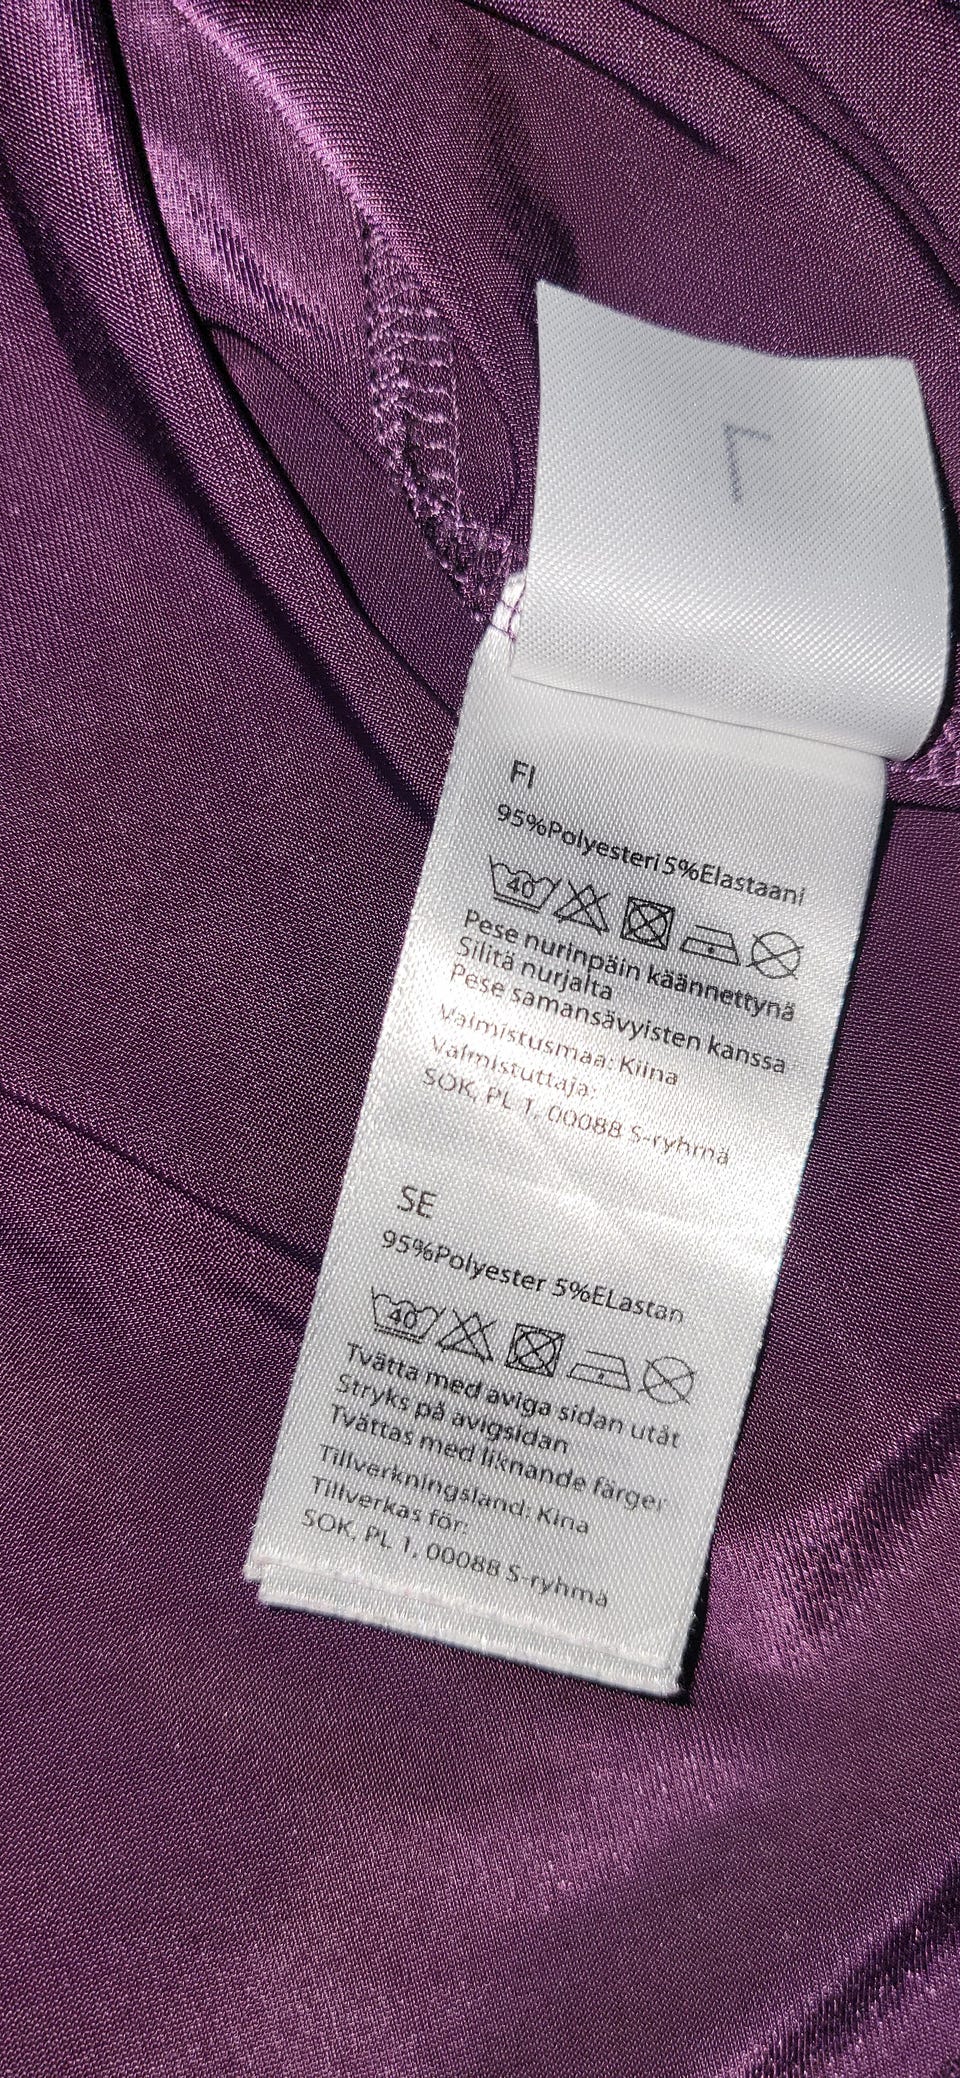 L
FI
95%Polyesteri5%Elastaani
40
Pese nurinpäin käännettynä
Silitä nurjalta
Pese samansävyisten kanssa
Valmistusmaa: Kiina
Valmistuttaja:
SOK, PL 1, 00088 S-ryhmä
SE
95%Polyester 5%ELastan
40
Tvätta med aviga sidan utåt
Stryks på avigsidan
Tvättas med liknande färger
Tillverkningsland: Kina
Tillverkas för:
SOK, PL 1, 00088 S-ryhmä